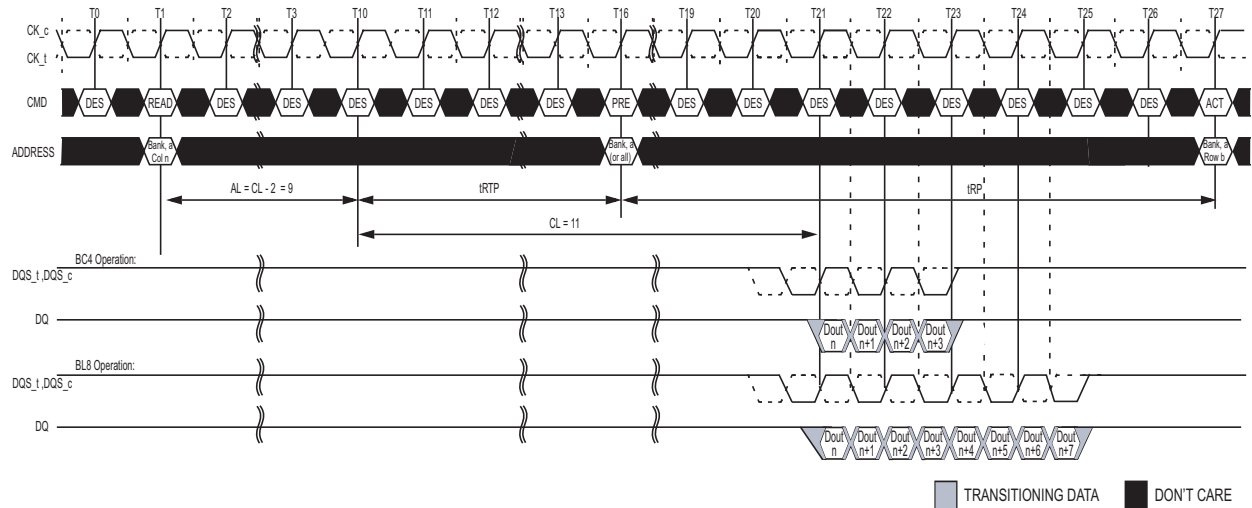 T0 T1 T2 T3 T10 T11 T12 T13 T16 T19 T20 T21 T22 T23 T24 T25 T26 T27
CK_c
CK_t
CMD DES READ DES DES DES DES DES DES PRE DES DES DES DES DES DES DES DES ACT
ADDRESS
Bank, a
Col n
Bank, a
(or all)
Bank, a
Row b
AL = CL - 2 = 9
tRTP
tRP
CL = 11
BC4 Operation:
DQS_t ,DQS_c
DQ
Dout
n
Dout
n+1
Dout
n+2
Dout
n+3
BL8 Operation:
DQS_t ,DQS_c
DQ
Dout
n
Dout
n+1
Dout
n+2
Dout
n+3
Dout
n+4
Dout
n+5
Dout
n+6
Dout
n+7
TRANSITIONING DATA
DON'T CARE